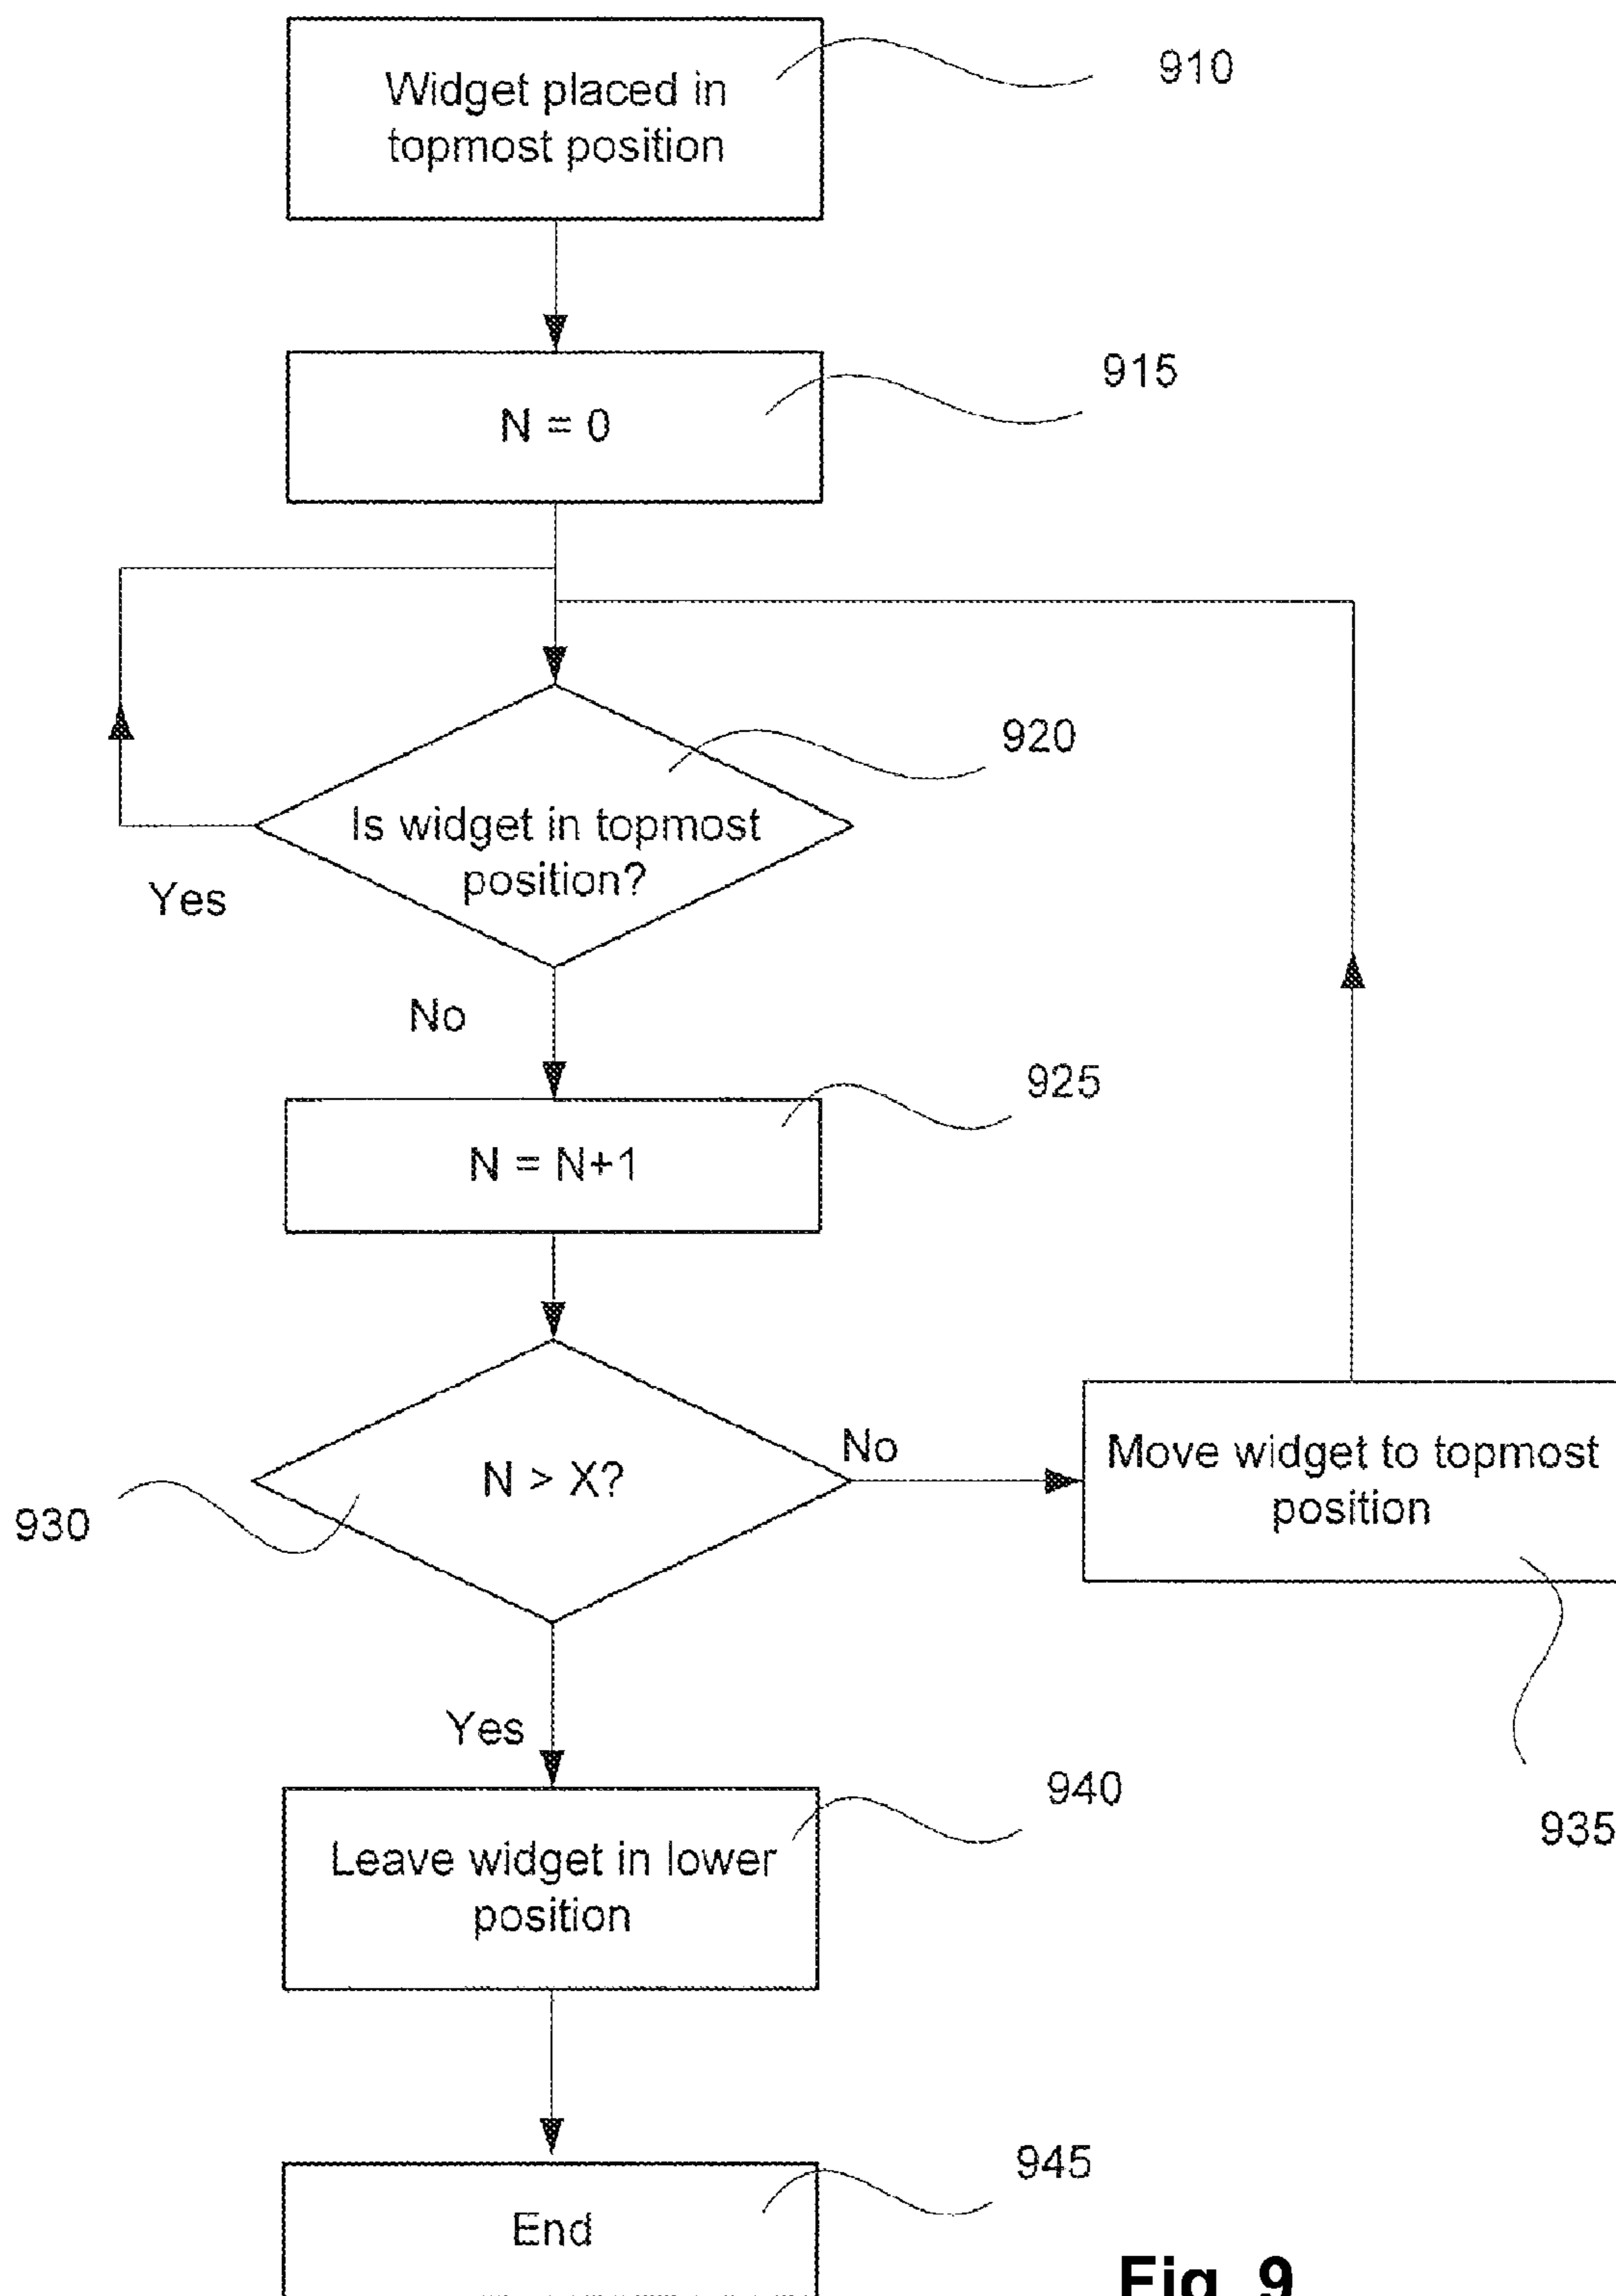 Widget placed in
topmost position
910
N = 0
915
920
Is widget in topmost
position?
Yes
No
925
N = N+1
N > X?
No
930
Move widget to topmost
position
935
Yes
940
Leave widget in lower
position
945
End
Fig. 9